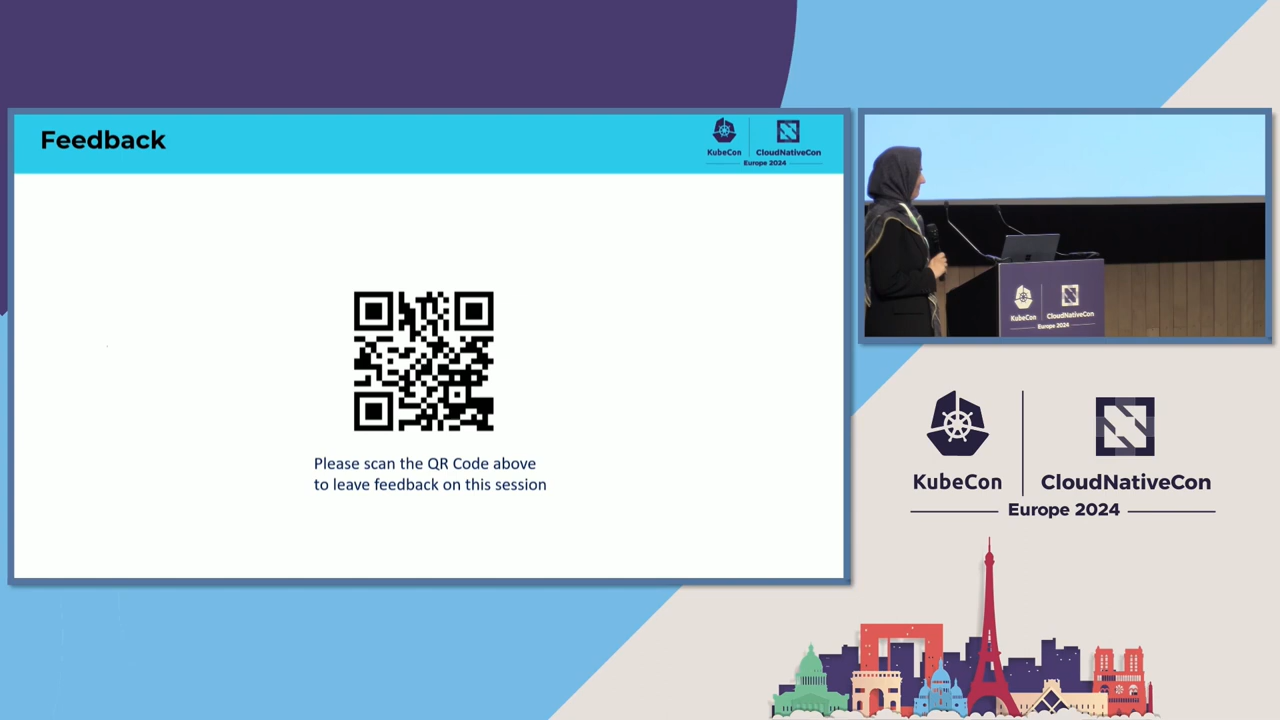 Feedback
KubeCon
CloudNativeCon
Europe 2024
Please scan the QR Code above
to leave feedback on this session
KubeCon
CloudNativeCon
Europe 2024
KubeCon
CloudNativeCon
Europe 2024